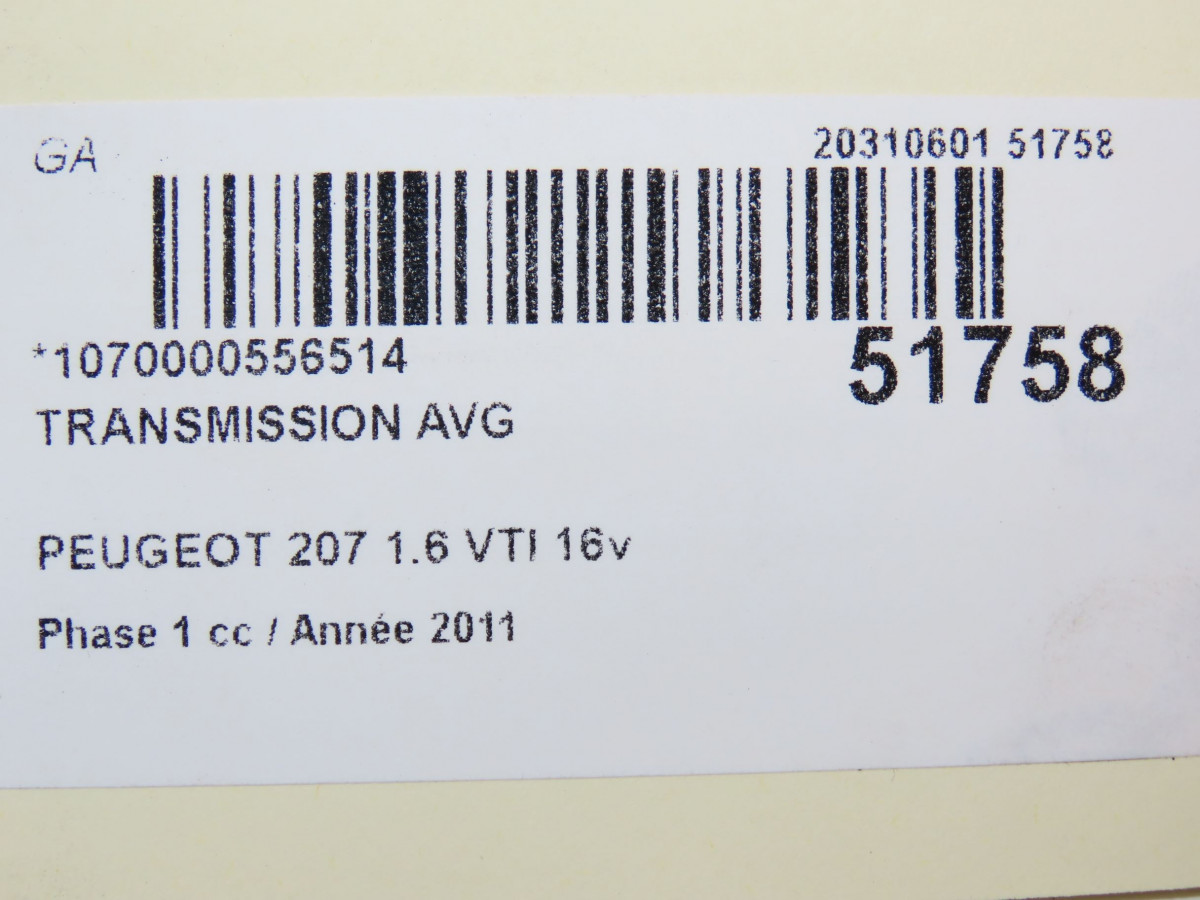 GA
20310601 51758
*1070000556514
51758
TRANSMISSION AVG
PEUGEOT 207 1.6 VTI 16v
Phase 1 cc / Année 2011